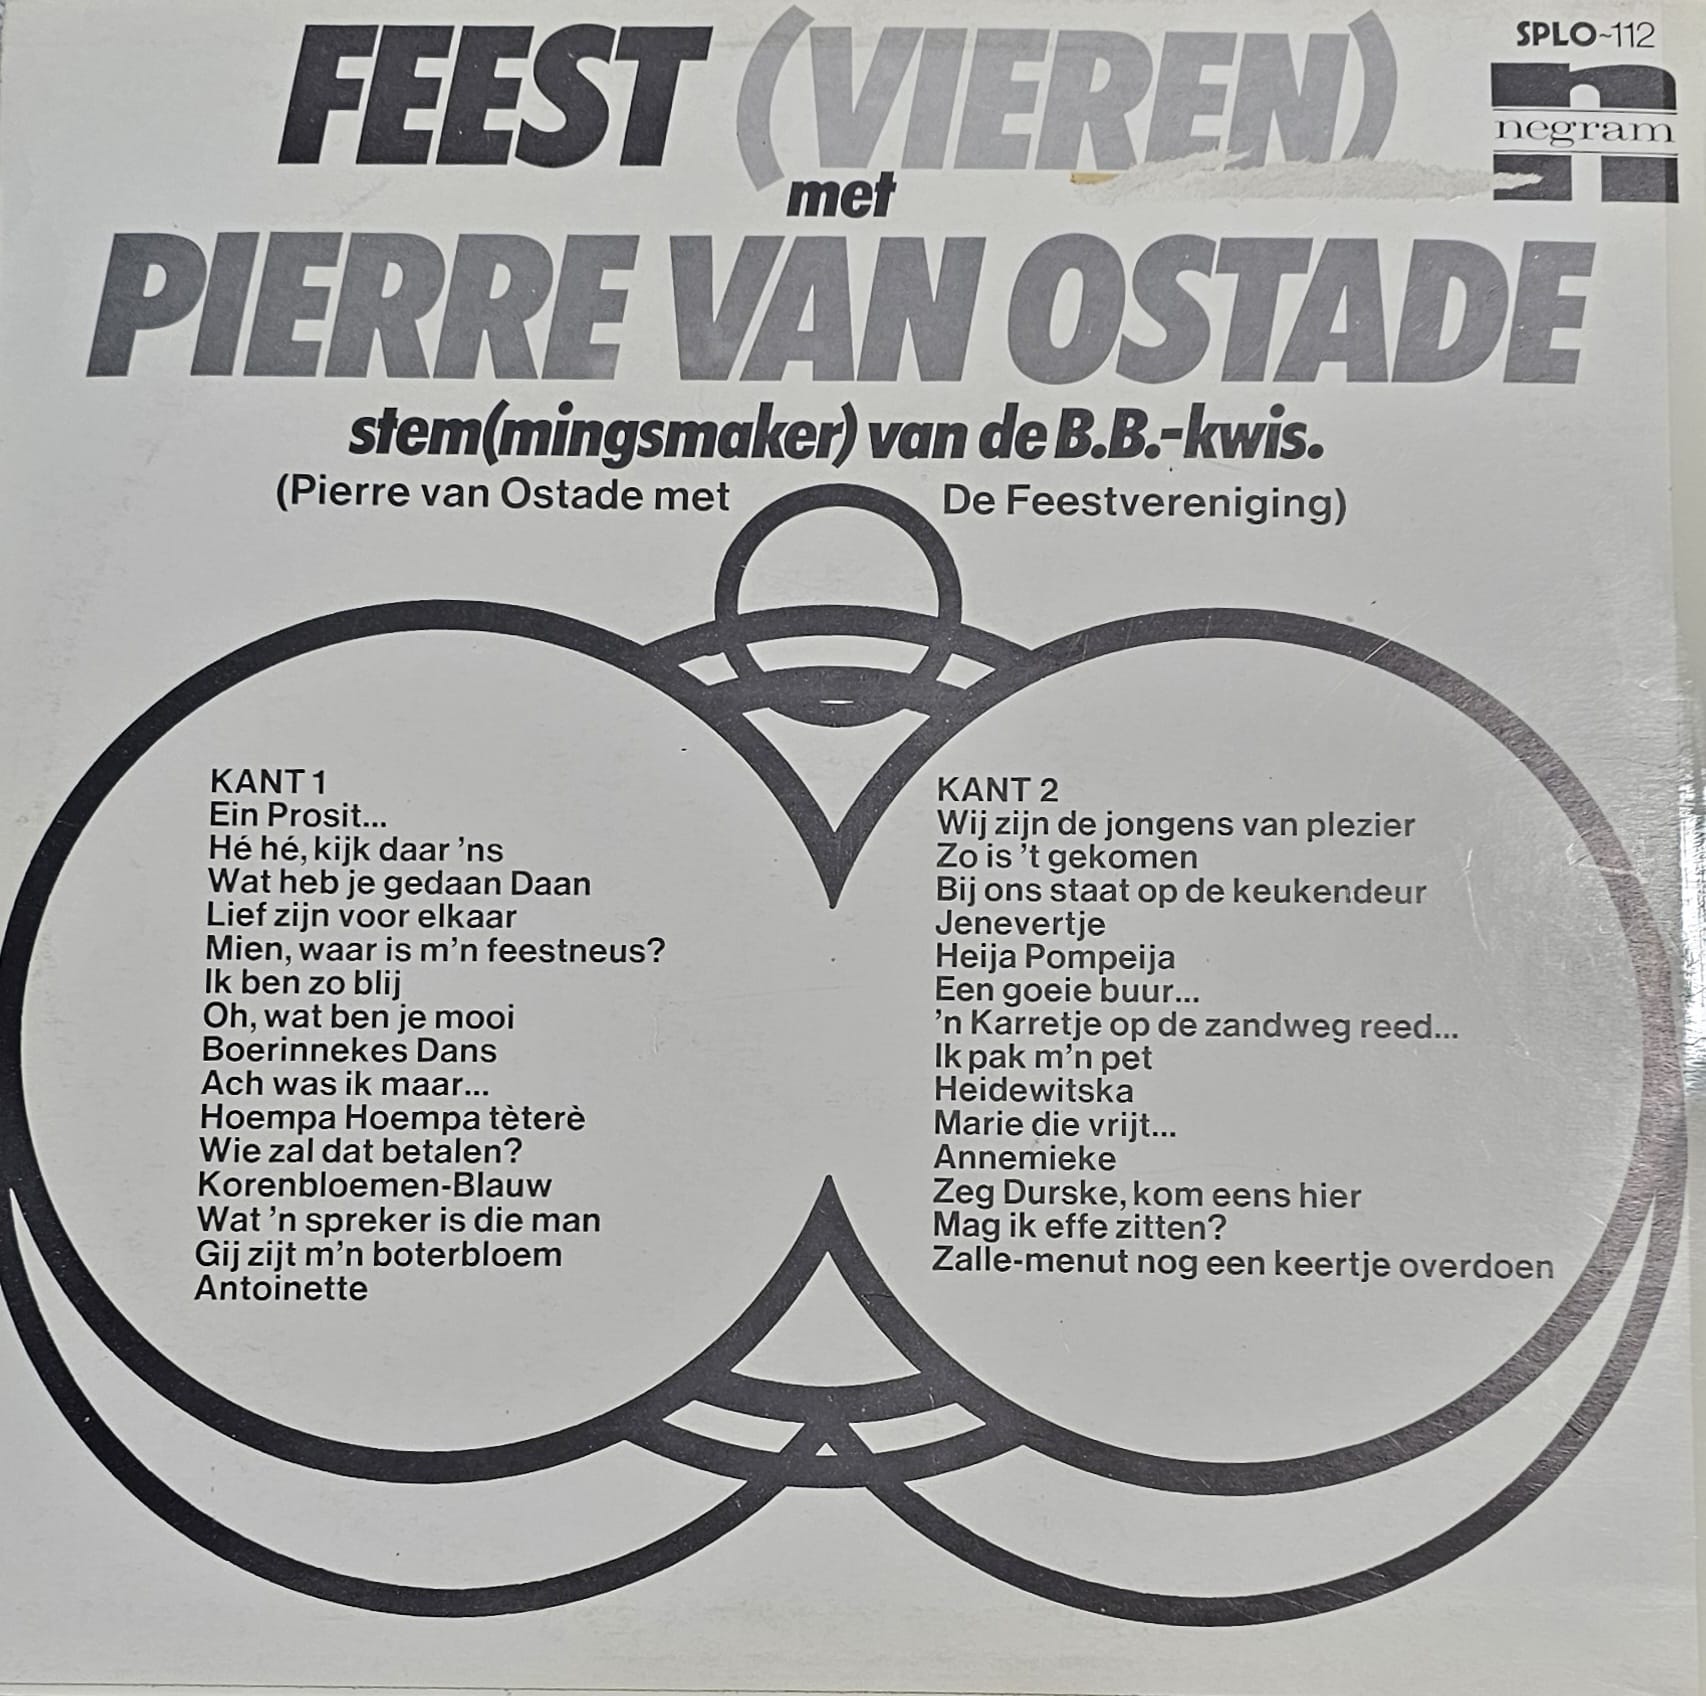 SPLO~112
negram
FEEST (VIEREN)
met
PIERRE VAN OSTADE
stem(mingsmaker) van de B.B.-kwis.
(Pierre van Ostade met De Feestvereniging)
KANT 1
Ein Prosit...
Hé hé, kijk daar 'ns
Wat heb je gedaan Daan
Lief zijn voor elkaar
Mien, waar is m'n feestneus?
Ik ben zo blij
Oh, wat ben je mooi
Boerinnekes Dans
Ach was ik maar...
Hoempa Hoempa tèterè
Wie zal dat betalen?
Korenbloemen-Blauw
Wat 'n spreker is die man
Gij zijt m'n boterbloem
Antoinette
KANT 2
Wij zijn de jongens van plezier
Zo is 't gekomen
Bij ons staat op de keukendeur
Jenevertje
Heija Pompeija
Een goeie buur...
'n Karretje op de zandweg reed...
Ik pak m'n pet
Heidewitska
Marie die vrijt...
Annemieke
Zeg Durske, kom eens hier
Mag ik effe zitten?
Zalle-menut nog een keertje overdoen